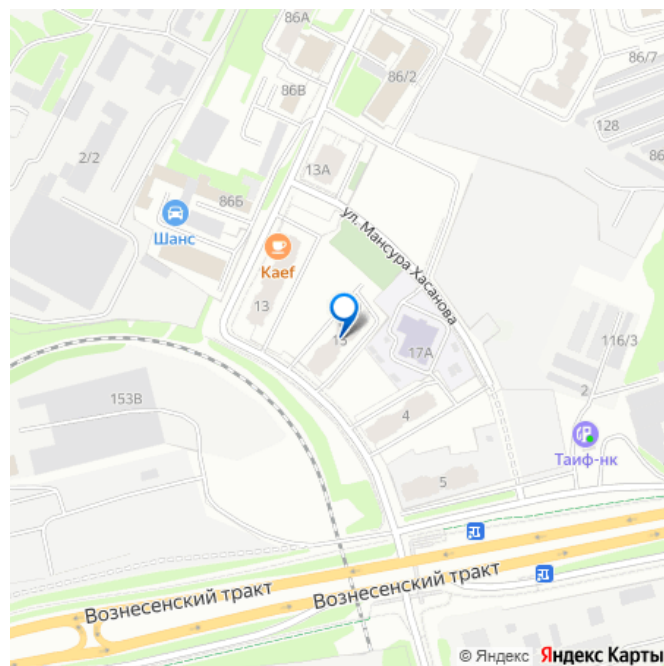 86А
86/2
86/7
86В
128
86
2/2
13А
86Б
ул. Мансура Хасанова
Шанс
Kaef
13
15
17А
116/3
2
153В
4
Таиф-нк
5
Вознесенский тракт
Вознесенский тракт
© Яндекс Яндекс Карты